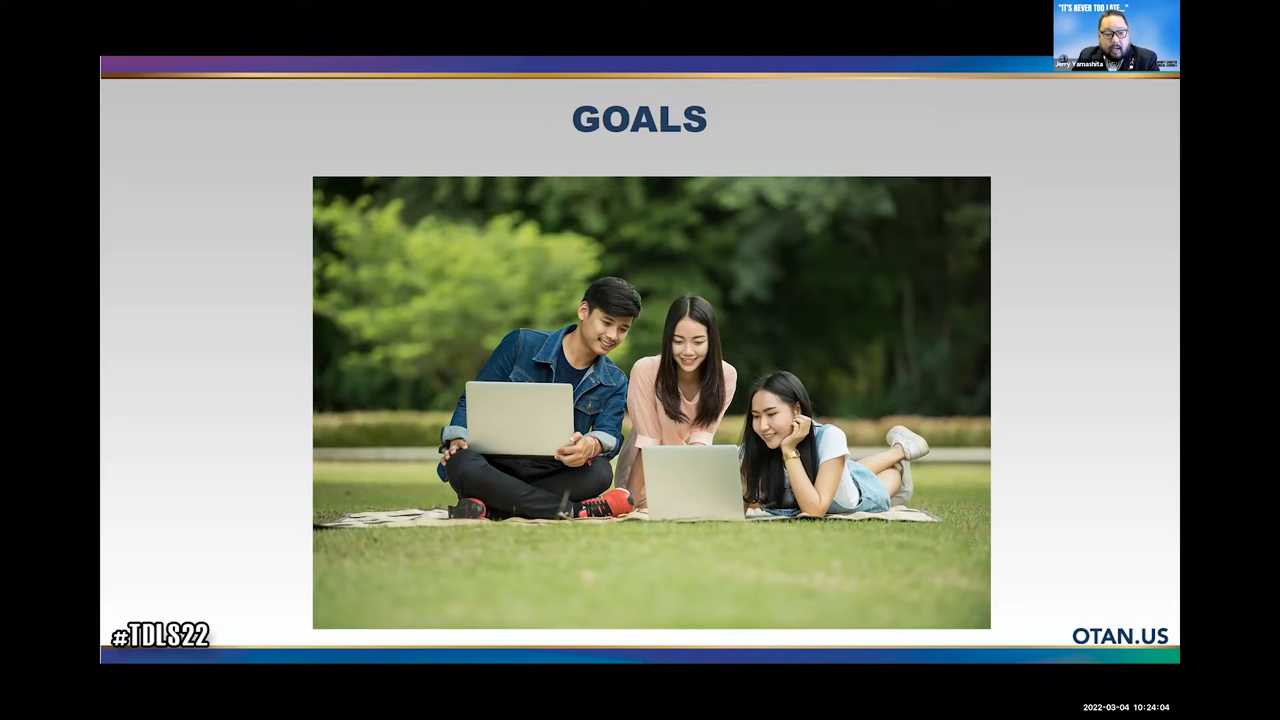 "IT'S NEVER TOO LATE..."
Jerry Yamashita
GOALS
#TDLS22
OTAN.US
2022-03-04 10:24:04